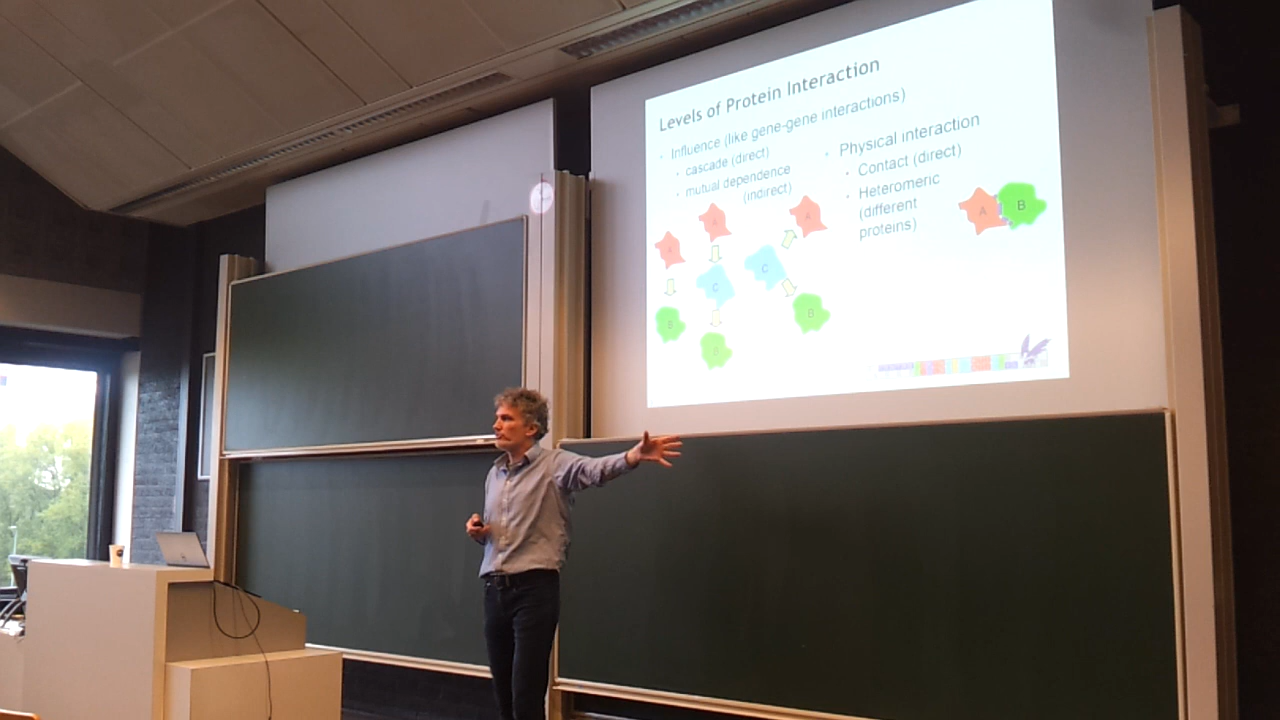 Levels of Protein Interaction
Influence (like gene-gene interactions)
cascade (direct)
mutual dependence
(indirect)
Physical interaction
Contact (direct)
Heteromeric
(different
proteins)
A
A
A
C
C
B
B
B
A
B